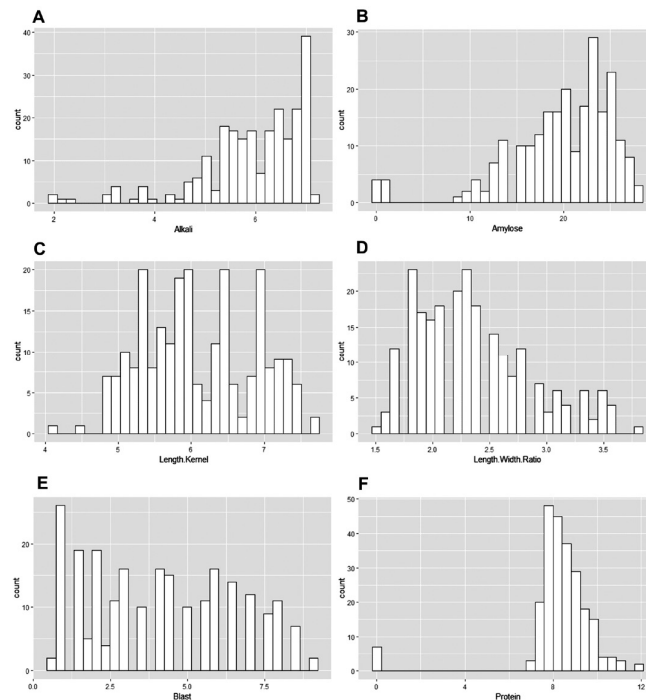 A
40
30
20
10
0
count
2
4
6
Alkali
B
30
20
10
0
count
0
10
20
Amylose
C
20
15
10
5
0
count
4
5
6
7
Length.Kernel
D
20
15
10
5
0
count
1.5
2.0
2.5
3.0
3.5
Length.Width.Ratio
E
20
10
0
count
0.0
2.5
5.0
7.5
Blast
F
50
40
30
20
10
0
count
0
4
8
12
Protein